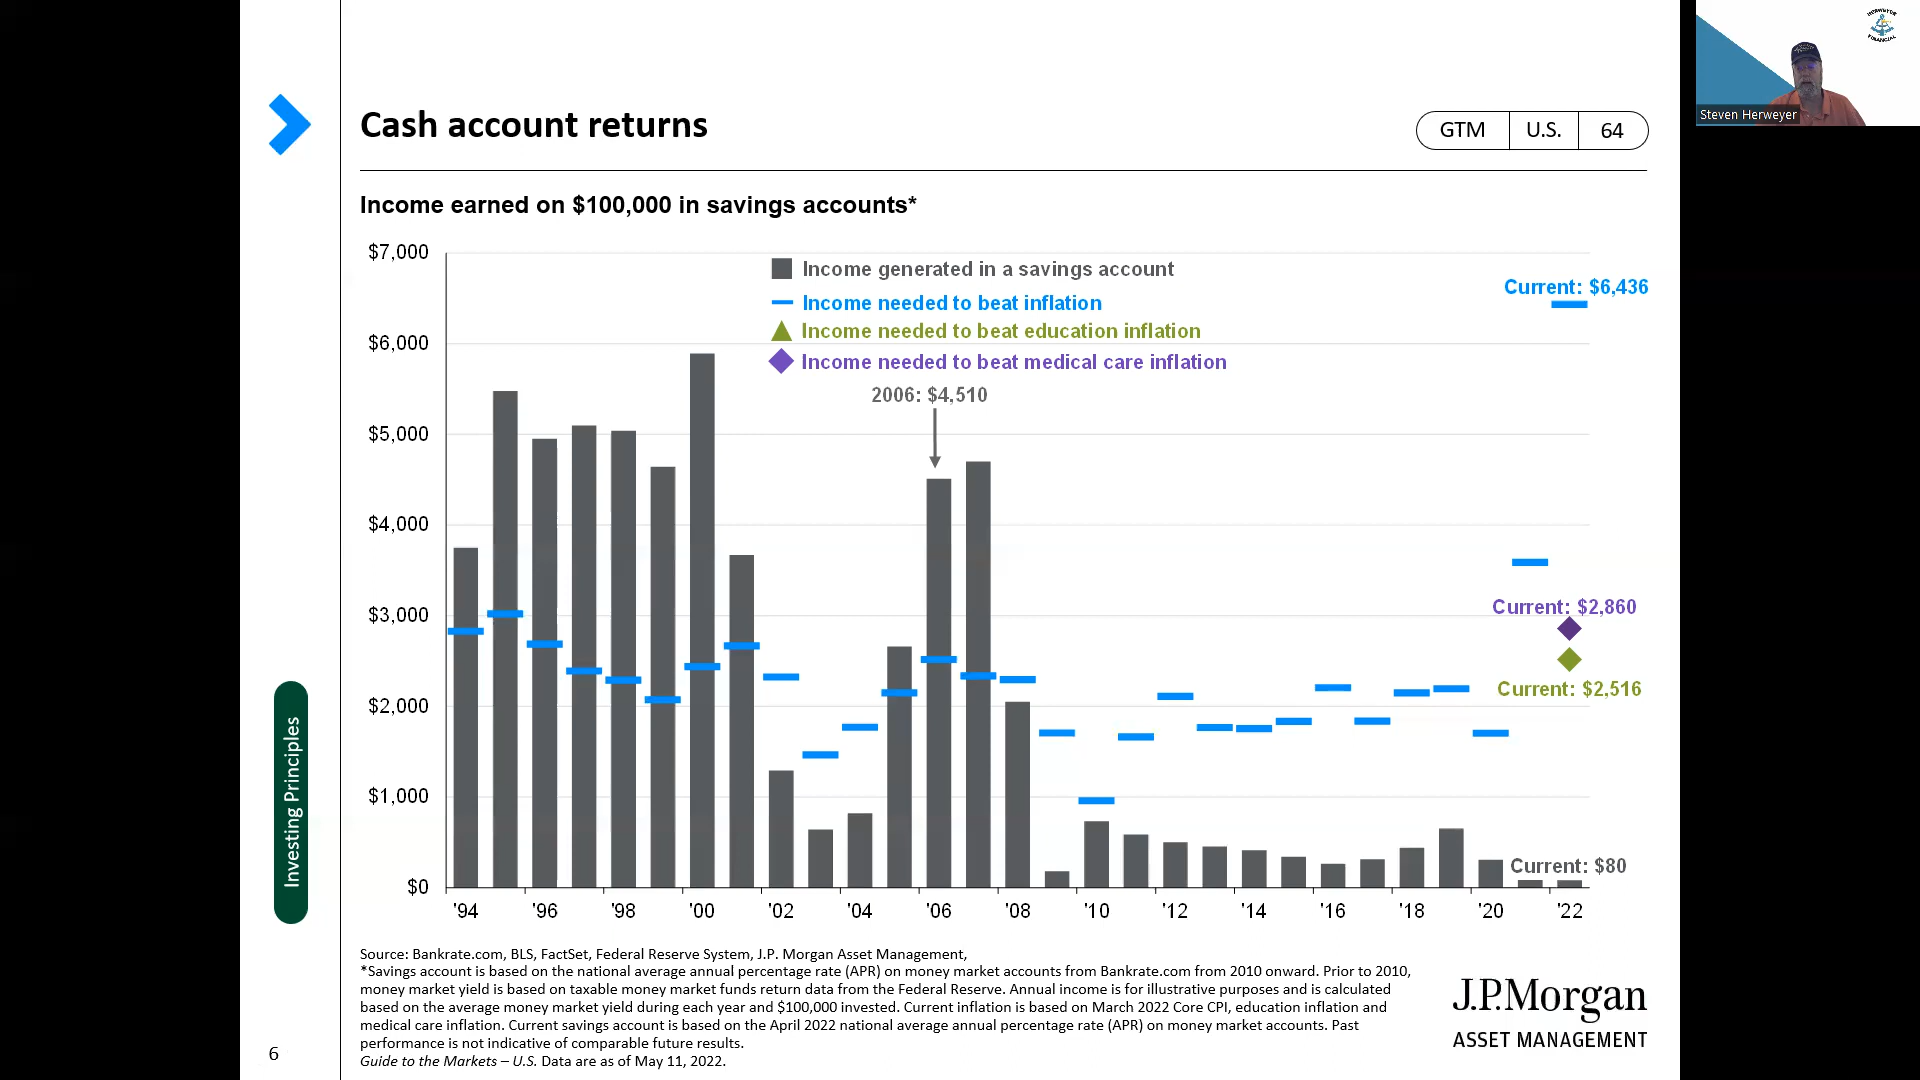 Cash account returns
GTM U.S. 64
HERWEYER
FINANCIAL
Steven Herweyer
Income earned on $100,000 in savings accounts*
$7,000
$6,000
$5,000
$4,000
$3,000
$2,000
$1,000
$0
Income generated in a savings account
Income needed to beat inflation
Income needed to beat education inflation
Income needed to beat medical care inflation
2006: $4,510
Current: $6,436
Current: $2,860
Current: $2,516
Current: $80
'94 '96 '98 '00 '02 '04 '06 '08 '10 '12 '14 '16 '18 '20 '22
Investing Principles
Source: Bankrate.com, BLS, FactSet, Federal Reserve System, J.P. Morgan Asset Management,
*Savings account is based on the national average annual percentage rate (APR) on money market accounts from Bankrate.com from 2010 onward. Prior to 2010,
money market yield is based on taxable money market funds return data from the Federal Reserve. Annual income is for illustrative purposes and is calculated
based on the average money market yield during each year and $100,000 invested. Current inflation is based on March 2022 Core CPI, education inflation and
medical care inflation. Current savings account is based on the April 2022 national average annual percentage rate (APR) on money market accounts. Past
performance is not indicative of comparable future results.
Guide to the Markets – U.S. Data are as of May 11, 2022.
J.P.Morgan
ASSET MANAGEMENT
6